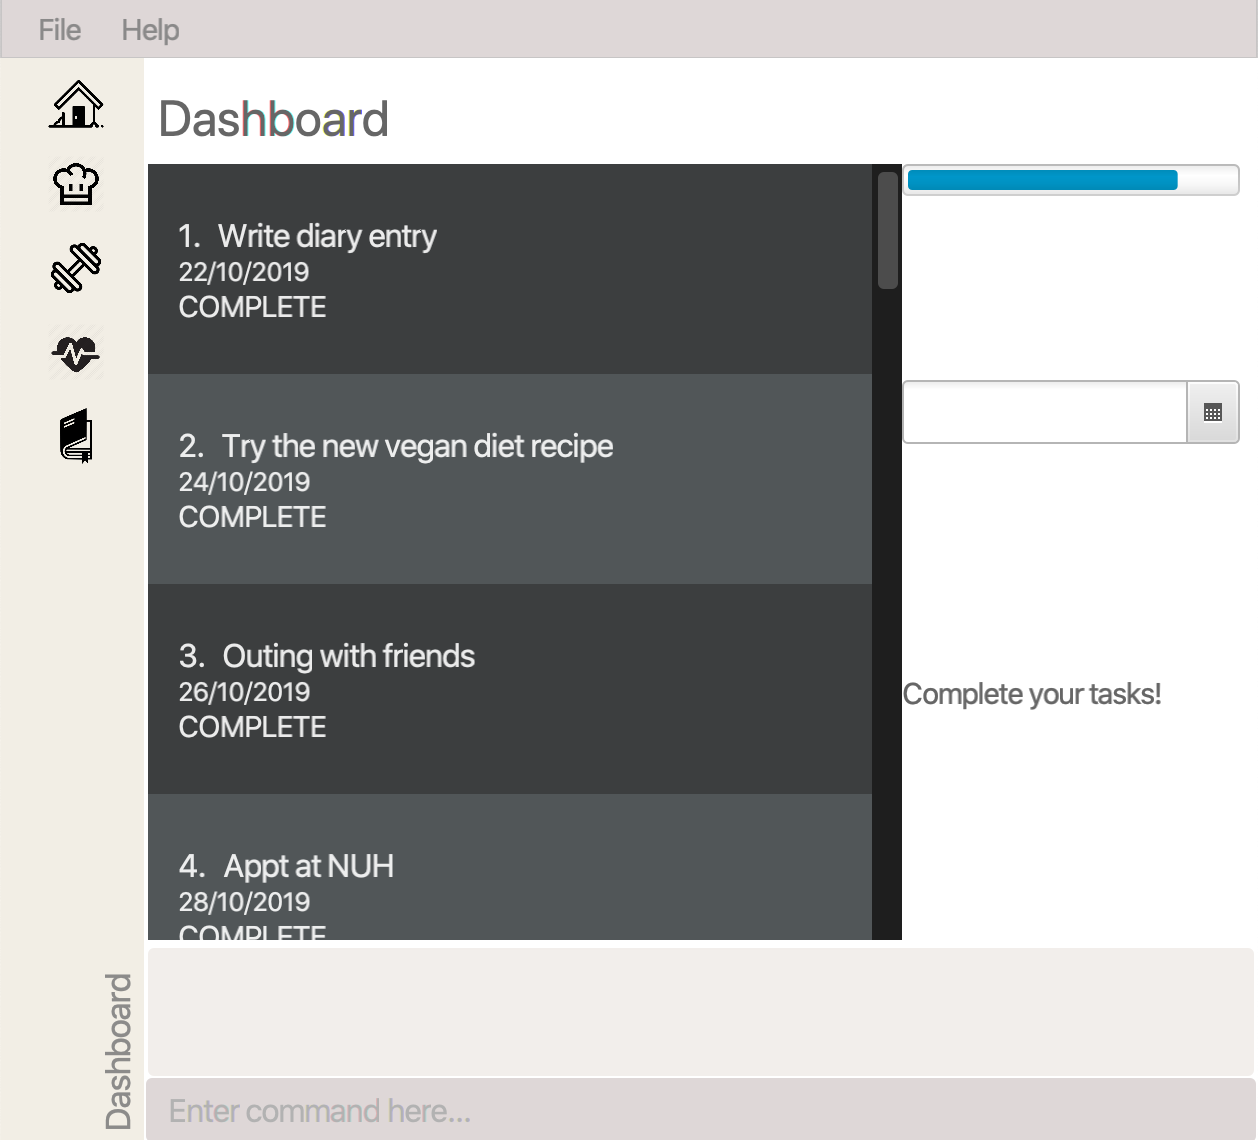 File Help
Dashboard
1. Write diary entry
22/10/2019
COMPLETE
2. Try the new vegan diet recipe
24/10/2019
COMPLETE
3. Outing with friends
26/10/2019
COMPLETE
4. Appt at NUH
28/10/2019
COMPLETE
Complete your tasks!
Dashboard
Enter command here...